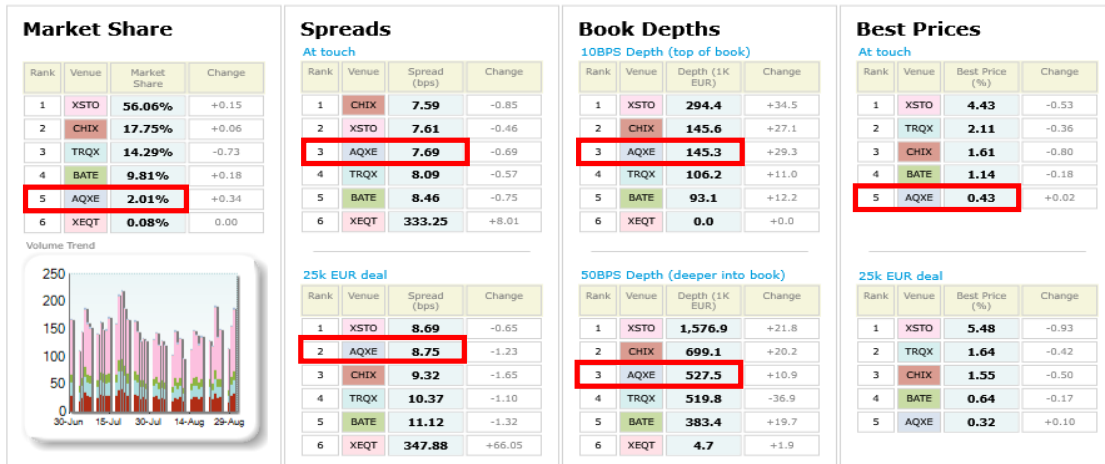 Market Share
Rank Venue Market Share Change
1 XSTO 56.06% +0.15
2 CHIX 17.75% +0.06
3 TRQX 14.29% -0.73
4 BATE 9.81% +0.18
5 AQXE 2.01% +0.34
6 XEQT 0.08% 0.00
Volume Trend
250
200
150
100
50
0
30-Jun 15-Jul 30-Jul 14-Aug 29-Aug
Spreads
At touch
Rank Venue Spread (bps) Change
1 CHIX 7.59 -0.85
2 XSTO 7.61 -0.46
3 AQXE 7.69 -0.69
4 TRQX 8.09 -0.57
5 BATE 8.46 -0.75
6 XEQT 333.25 +8.01
25k EUR deal
Rank Venue Spread (bps) Change
1 XSTO 8.69 -0.65
2 AQXE 8.75 -1.23
3 CHIX 9.32 -1.65
4 TRQX 10.37 -1.10
5 BATE 11.12 -1.32
6 XEQT 347.88 +66.05
Book Depths
10BPS Depth (top of book)
Rank Venue Depth (1K EUR) Change
1 XSTO 294.4 +34.5
2 CHIX 145.6 +27.1
3 AQXE 145.3 +29.3
4 TRQX 106.2 +11.0
5 BATE 93.1 +12.2
6 XEQT 0.0 +0.0
50BPS Depth (deeper into book)
Rank Venue Depth (1K EUR) Change
1 XSTO 1,576.9 +21.8
2 CHIX 699.1 +20.2
3 AQXE 527.5 +10.9
4 TRQX 519.8 -36.9
5 BATE 383.4 +19.7
6 XEQT 4.7 +1.9
Best Prices
At touch
Rank Venue Best Price (%) Change
1 XSTO 4.43 -0.53
2 TRQX 2.11 -0.36
3 CHIX 1.61 -0.80
4 BATE 1.14 -0.18
5 AQXE 0.43 +0.02
25k EUR deal
Rank Venue Best Price (%) Change
1 XSTO 5.48 -0.93
2 TRQX 1.64 -0.42
3 CHIX 1.55 -0.50
4 BATE 0.64 -0.17
5 AQXE 0.32 +0.10